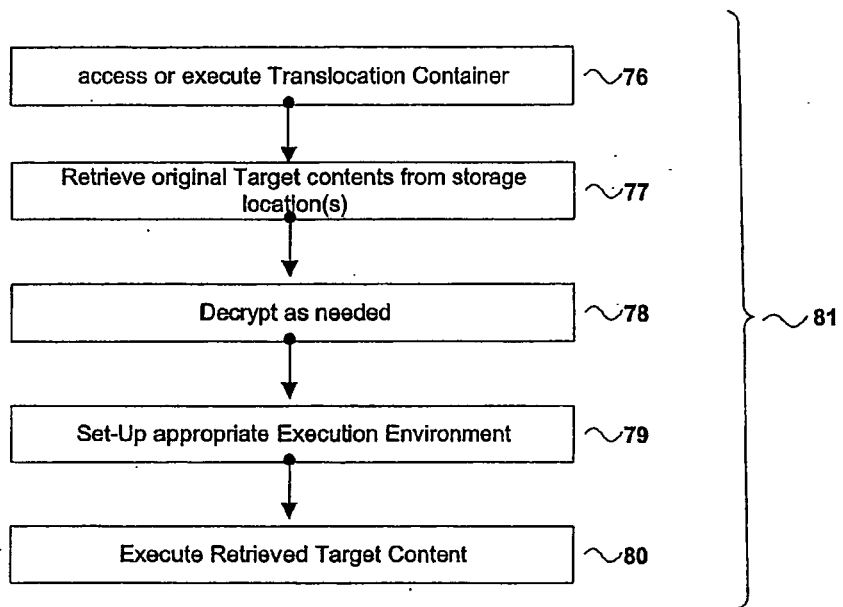 access or execute Translocation Container
76
Retrieve original Target contents from storage
location(s)
77
Decrypt as needed
78
81
Set-Up appropriate Execution Environment
79
Execute Retrieved Target Content
80